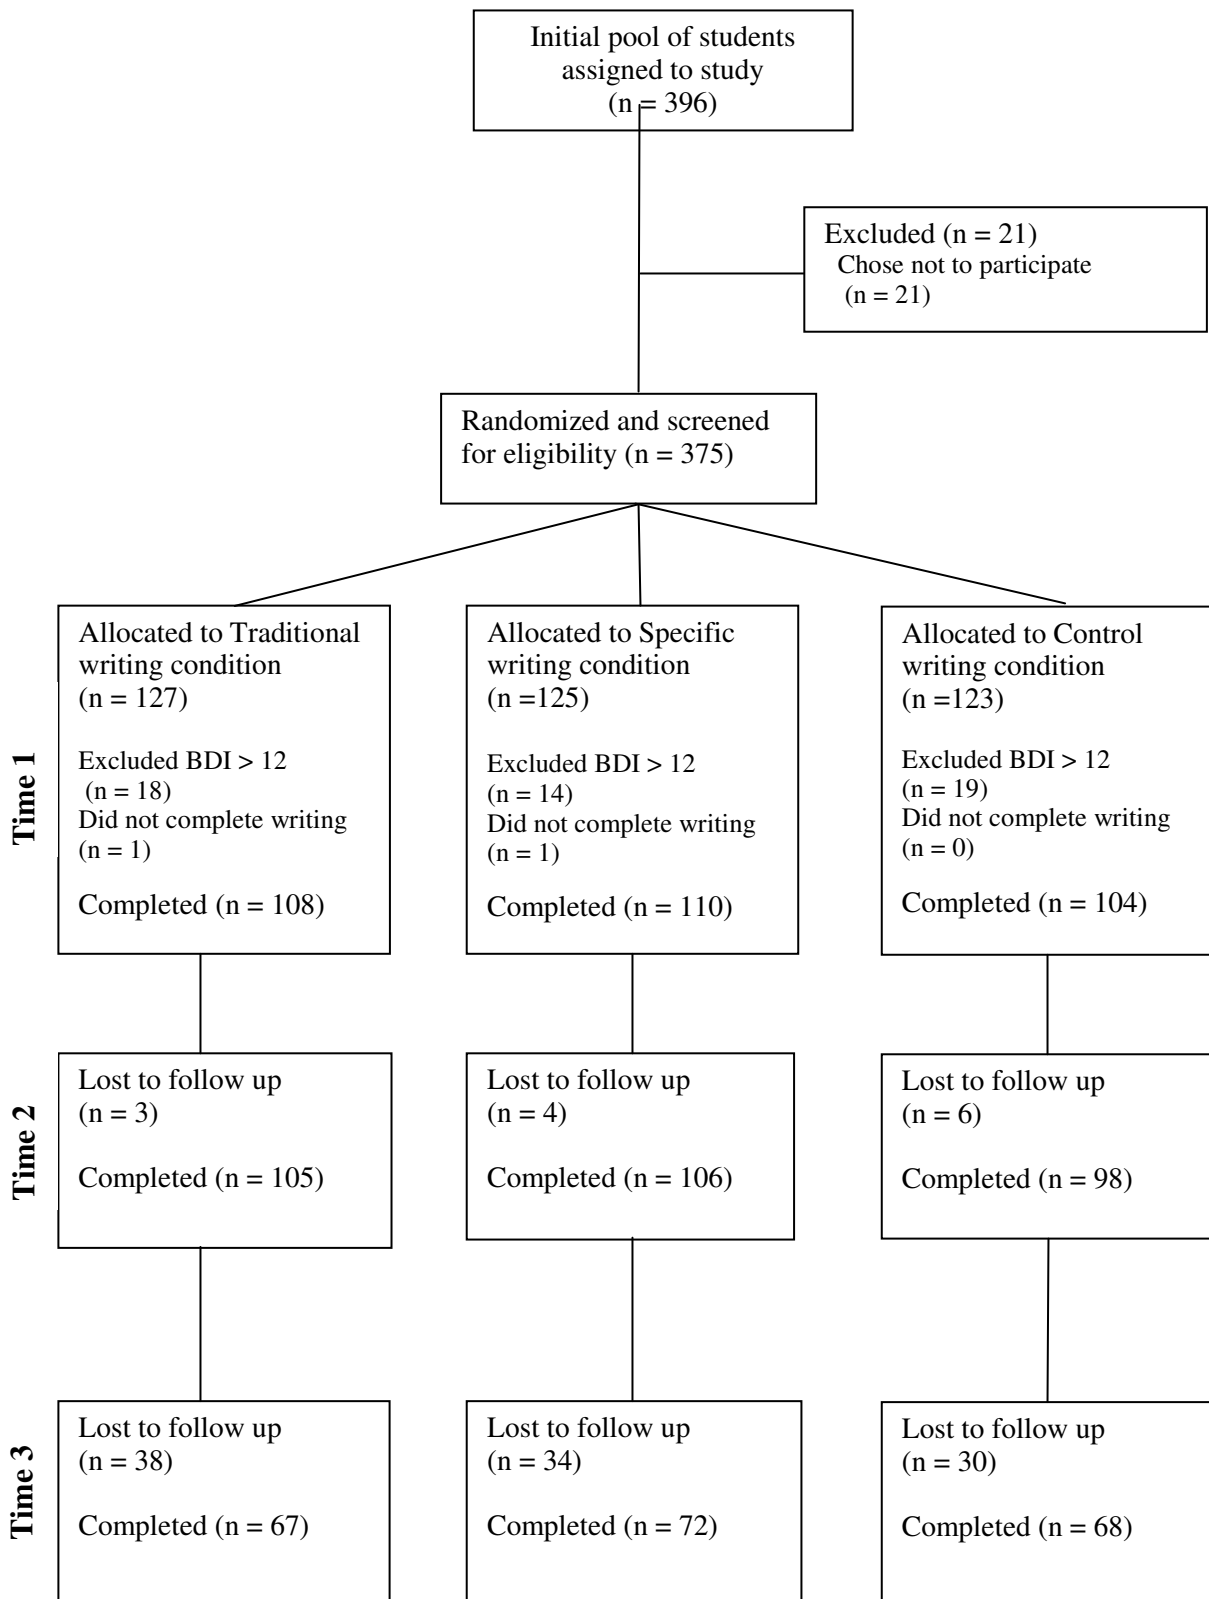 Initial pool of students
assigned to study
(n = 396)
Excluded (n = 21)
Chose not to participate
(n = 21)
Randomized and screened
for eligibility (n = 375)
Time 1
Allocated to Traditional
writing condition
(n = 127)
Excluded BDI > 12
(n = 18)
Did not complete writing
(n = 1)
Completed (n = 108)
Allocated to Specific
writing condition
(n =125)
Excluded BDI > 12
(n = 14)
Did not complete writing
(n = 1)
Completed (n = 110)
Allocated to Control
writing condition
(n =123)
Excluded BDI > 12
(n = 19)
Did not complete writing
(n = 0)
Completed (n = 104)
Time 2
Lost to follow up
(n = 3)
Completed (n = 105)
Lost to follow up
(n = 4)
Completed (n = 106)
Lost to follow up
(n = 6)
Completed (n = 98)
Time 3
Lost to follow up
(n = 38)
Completed (n = 67)
Lost to follow up
(n = 34)
Completed (n = 72)
Lost to follow up
(n = 30)
Completed (n = 68)